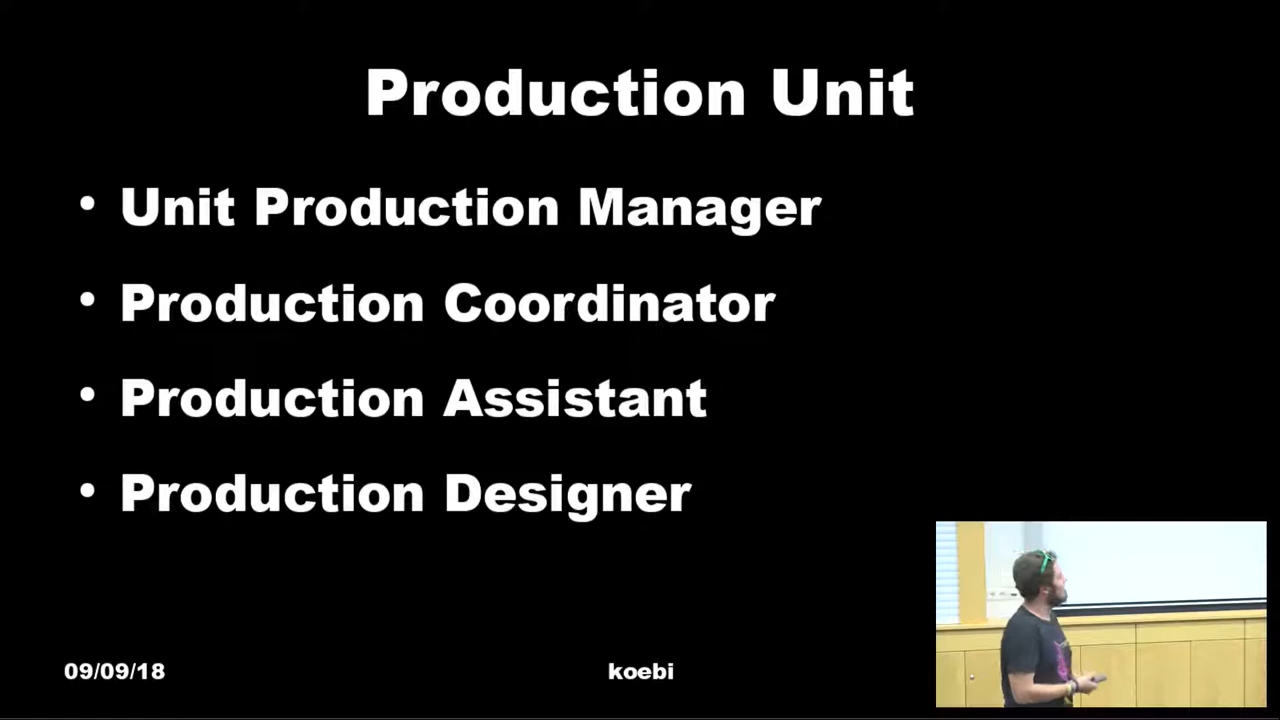 Production Unit
• Unit Production Manager
• Production Coordinator
• Production Assistant
• Production Designer
09/09/18
koebi